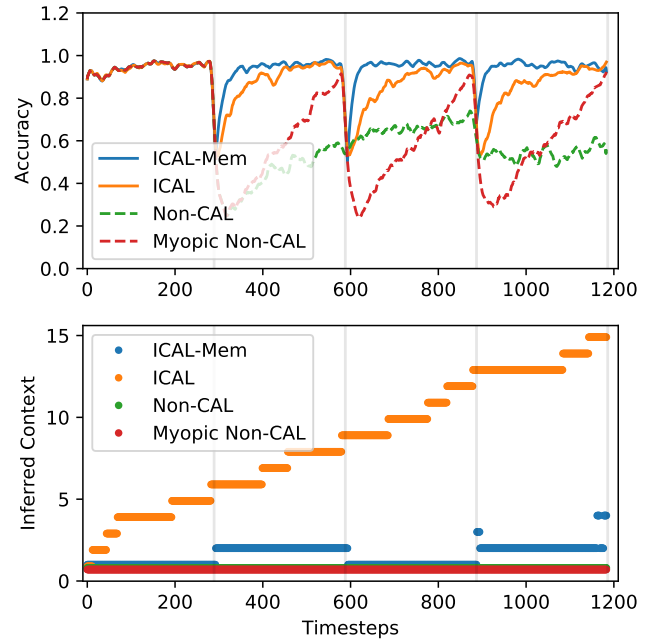 1.2
1.0
0.8
0.6
0.4
0.2
0.0
Accuracy
ICAL-Mem
ICAL
Non-CAL
Myopic Non-CAL
0 200 400 600 800 1000 1200
15
10
5
0
Inferred Context
ICAL-Mem
ICAL
Non-CAL
Myopic Non-CAL
0 200 400 600 800 1000 1200
Timesteps